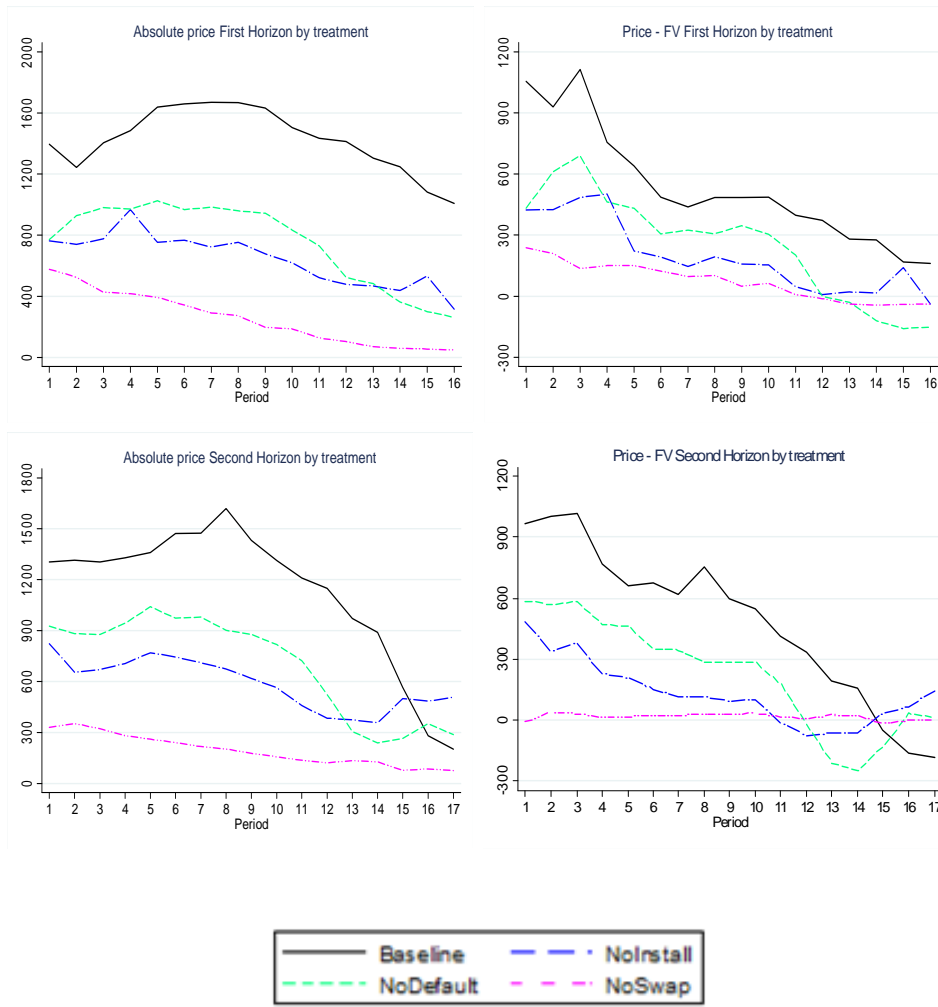 Absolute price First Horizon by treatment
2000
1600
1200
800
400
0
1 2 3 4 5 6 7 8 9 10 11 12 13 14 15 16
Period
Price - FV First Horizon by treatment
1200
900
600
300
0
-300
1 2 3 4 5 6 7 8 9 10 11 12 13 14 15 16
Period
Absolute price Second Horizon by treatment
1800
1500
1200
900
600
300
0
1 2 3 4 5 6 7 8 9 10 11 12 13 14 15 16 17
Period
Price - FV Second Horizon by treatment
1200
900
600
300
0
-300
1 2 3 4 5 6 7 8 9 10 11 12 13 14 15 16 17
Period
Baseline NoInstall
NoDefault NoSwap